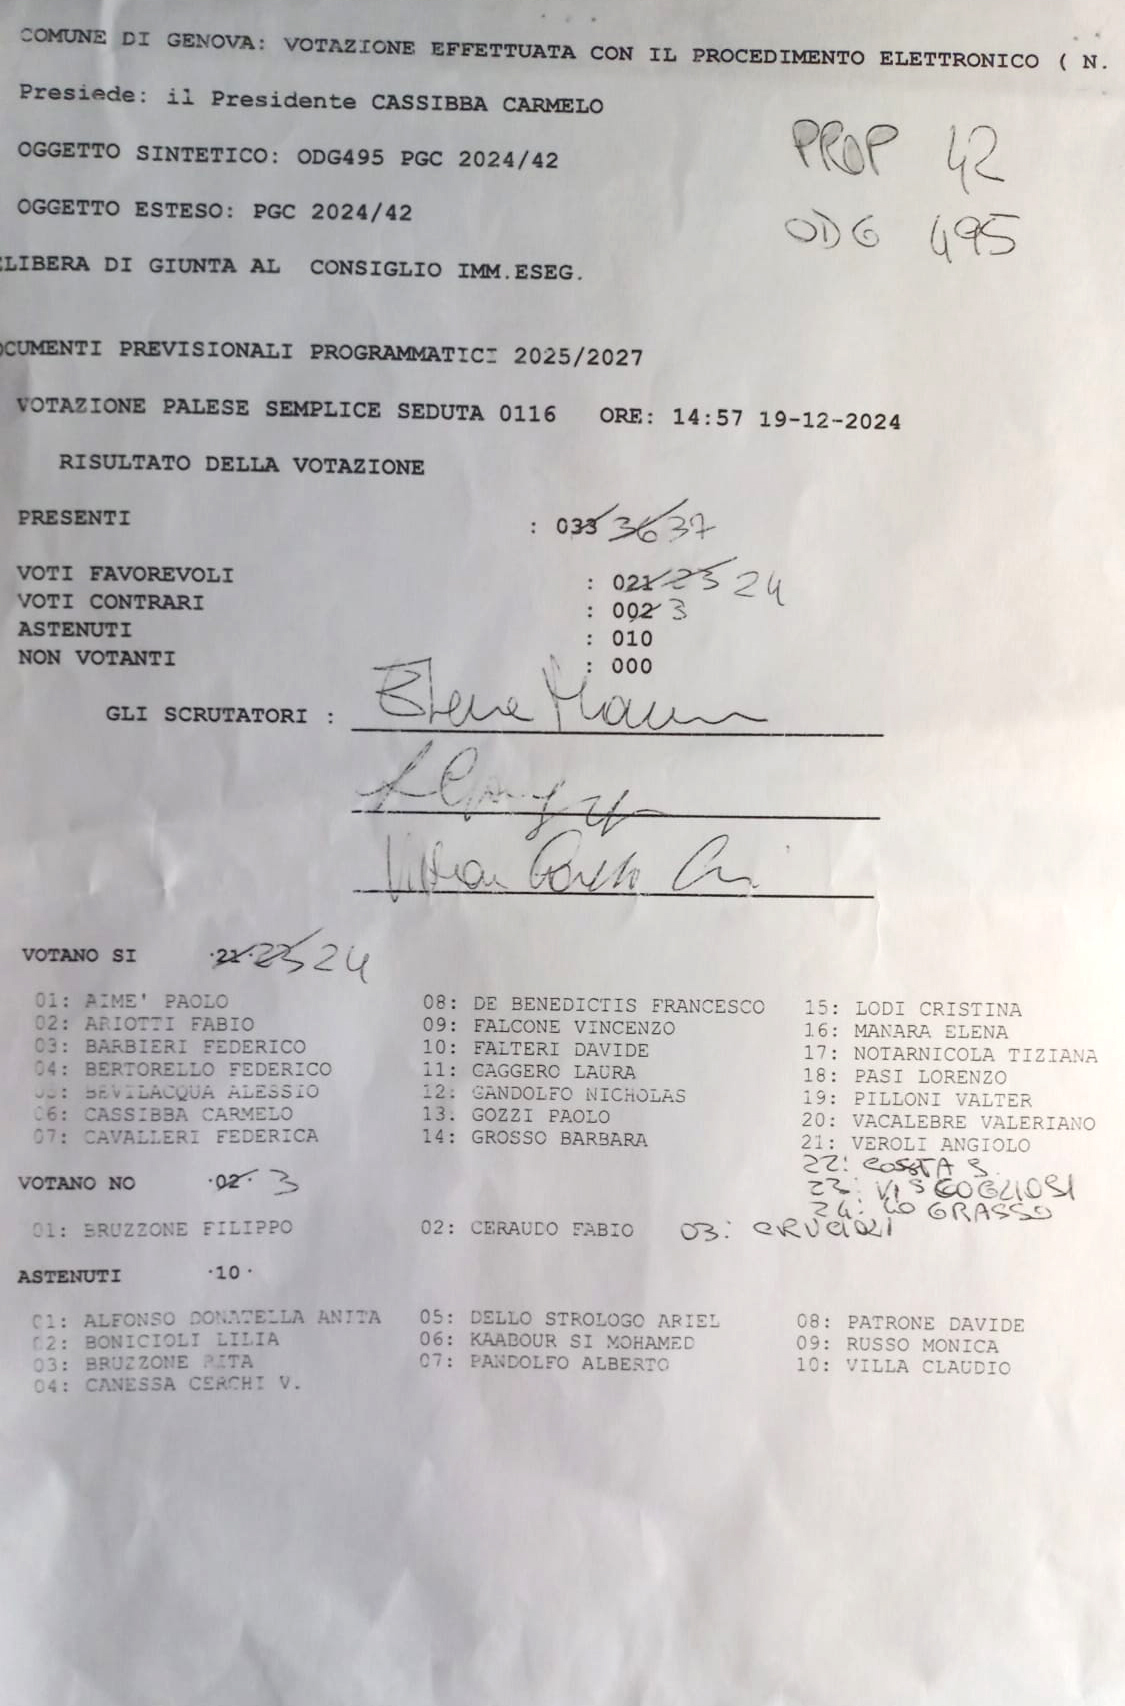 COMUNE DI GENOVA: VOTAZIONE EFFETTUATA CON IL PROCEDIMENTO ELETTRONICO ( N.
Presiede: il Presidente CASSIBBA CARMELO
OGGETTO SINTETICO: ODG495 PGC 2024/42
PROP 42
OGGETTO ESTESO: PGC 2024/42
ODG 495
LIBERA DI GIUNTA AL CONSIGLIO IMM.ESEG.
OCUMENTI PREVISIONALI PROGRAMMATICI 2025/2027
VOTAZIONE PALESE SEMPLICE SEDUTA 0116 ORE: 14:57 19-12-2024
RISULTATO DELLA VOTAZIONE
PRESENTI : 033 36 37
VOTI FAVOREVOLI : 021 23 24
VOTI CONTRARI : 002 3
ASTENUTI : 010
NON VOTANTI : 000
GLI SCRUTATORI : Elena Manara
VOTANO SI ·21· 23 24
01: AIME' PAOLO 08: DE BENEDICTIS FRANCESCO 15: LODI CRISTINA
02: ARIOTTI FABIO 09: FALCONE VINCENZO 16: MANARA ELENA
03: BARBIERI FEDERICO 10: FALTERI DAVIDE 17: NOTARNICOLA TIZIANA
04: BERTORELLO FEDERICO 11: GAGGERO LAURA 18: PASI LORENZO
05: BEVILACQUA ALESSIO 12: GANDOLFO NICHOLAS 19: PILLONI VALTER
06: CASSIBBA CARMELO 13. GOZZI PAOLO 20: VACALEBRE VALERIANO
07: CAVALLERI FEDERICA 14: GROSSO BARBARA 21: VEROLI ANGIOLO
22: COSTA S.
VOTANO NO ·02· 3 23: VISCOGLIOSI
24: LO GRASSO
01: BRUZZONE FILIPPO 02: CERAUDO FABIO 03: CRUCIOLI
ASTENUTI ·10·
01: ALFONSO DONATELLA ANITA 05: DELLO STROLOGO ARIEL 08: PATRONE DAVIDE
02: BONICIOLI LILIA 06: KAABOUR SI MOHAMED 09: RUSSO MONICA
03: BRUZZONE RITA 07: PANDOLFO ALBERTO 10: VILLA CLAUDIO
04: CANESSA CERCHI V.